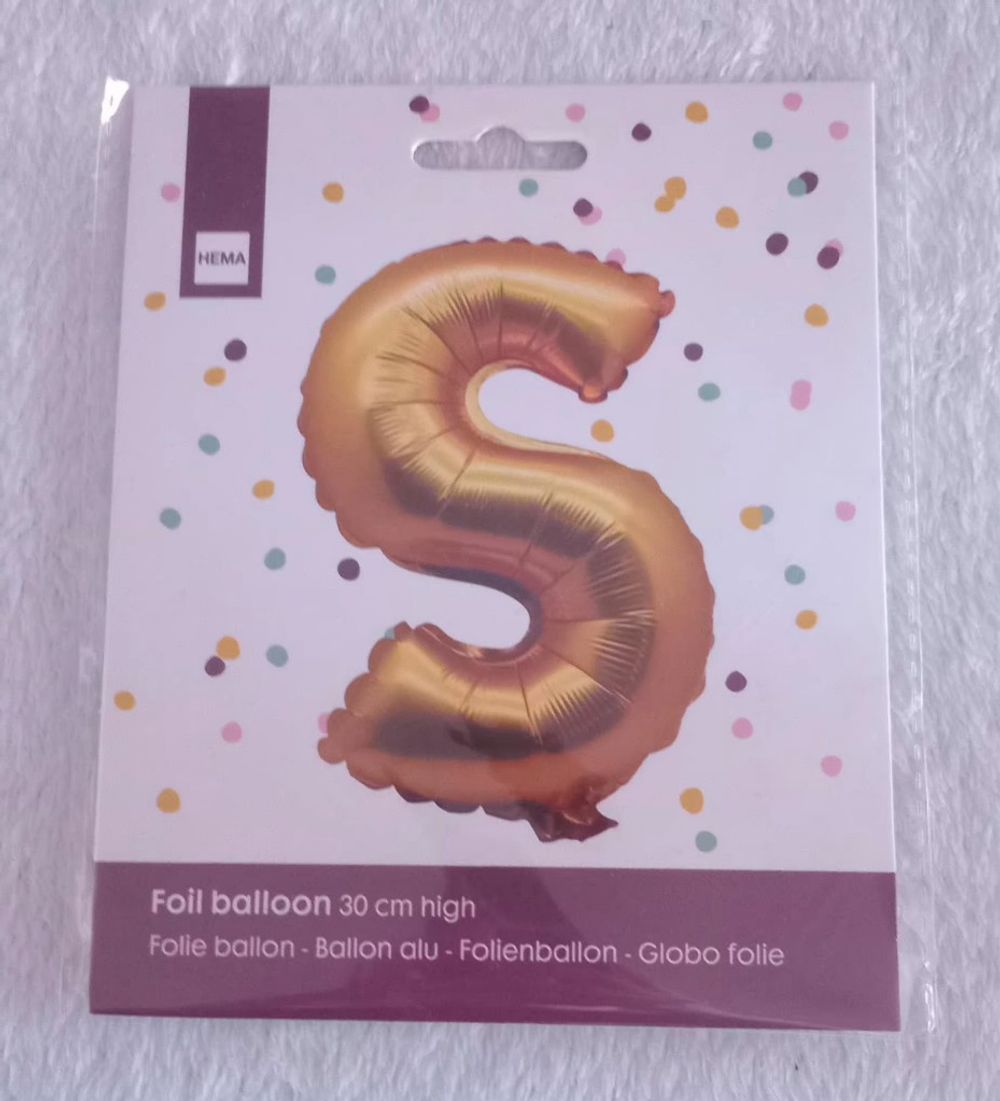 HEMA
S
Foil balloon 30 cm high
Folie ballon - Ballon alu - Folienballon - Globo folie